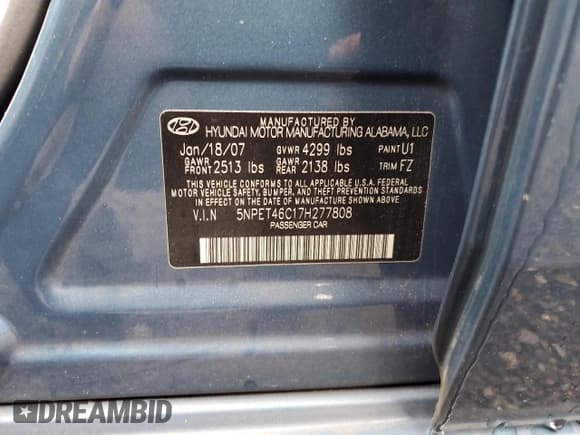 MANUFACTURED BY
HYUNDAI MOTOR MANUFACTURING ALABAMA, LLC
Jan/18/07 GVWR 4299 lbs PAINT U1
GAWR FRONT 2513 lbs GAWR REAR 2138 lbs TRIM FZ
THIS VEHICLE CONFORMS TO ALL APPLICABLE U.S.A. FEDERAL
MOTOR VEHICLE SAFETY, BUMPER, AND THEFT PREVENTION
STANDARDS IN EFFECT ON THE DATE OF MANUFACTURE SHOWN ABOVE
V.I.N 5NPET46C17H277808
PASSENGER CAR
DREAMBID